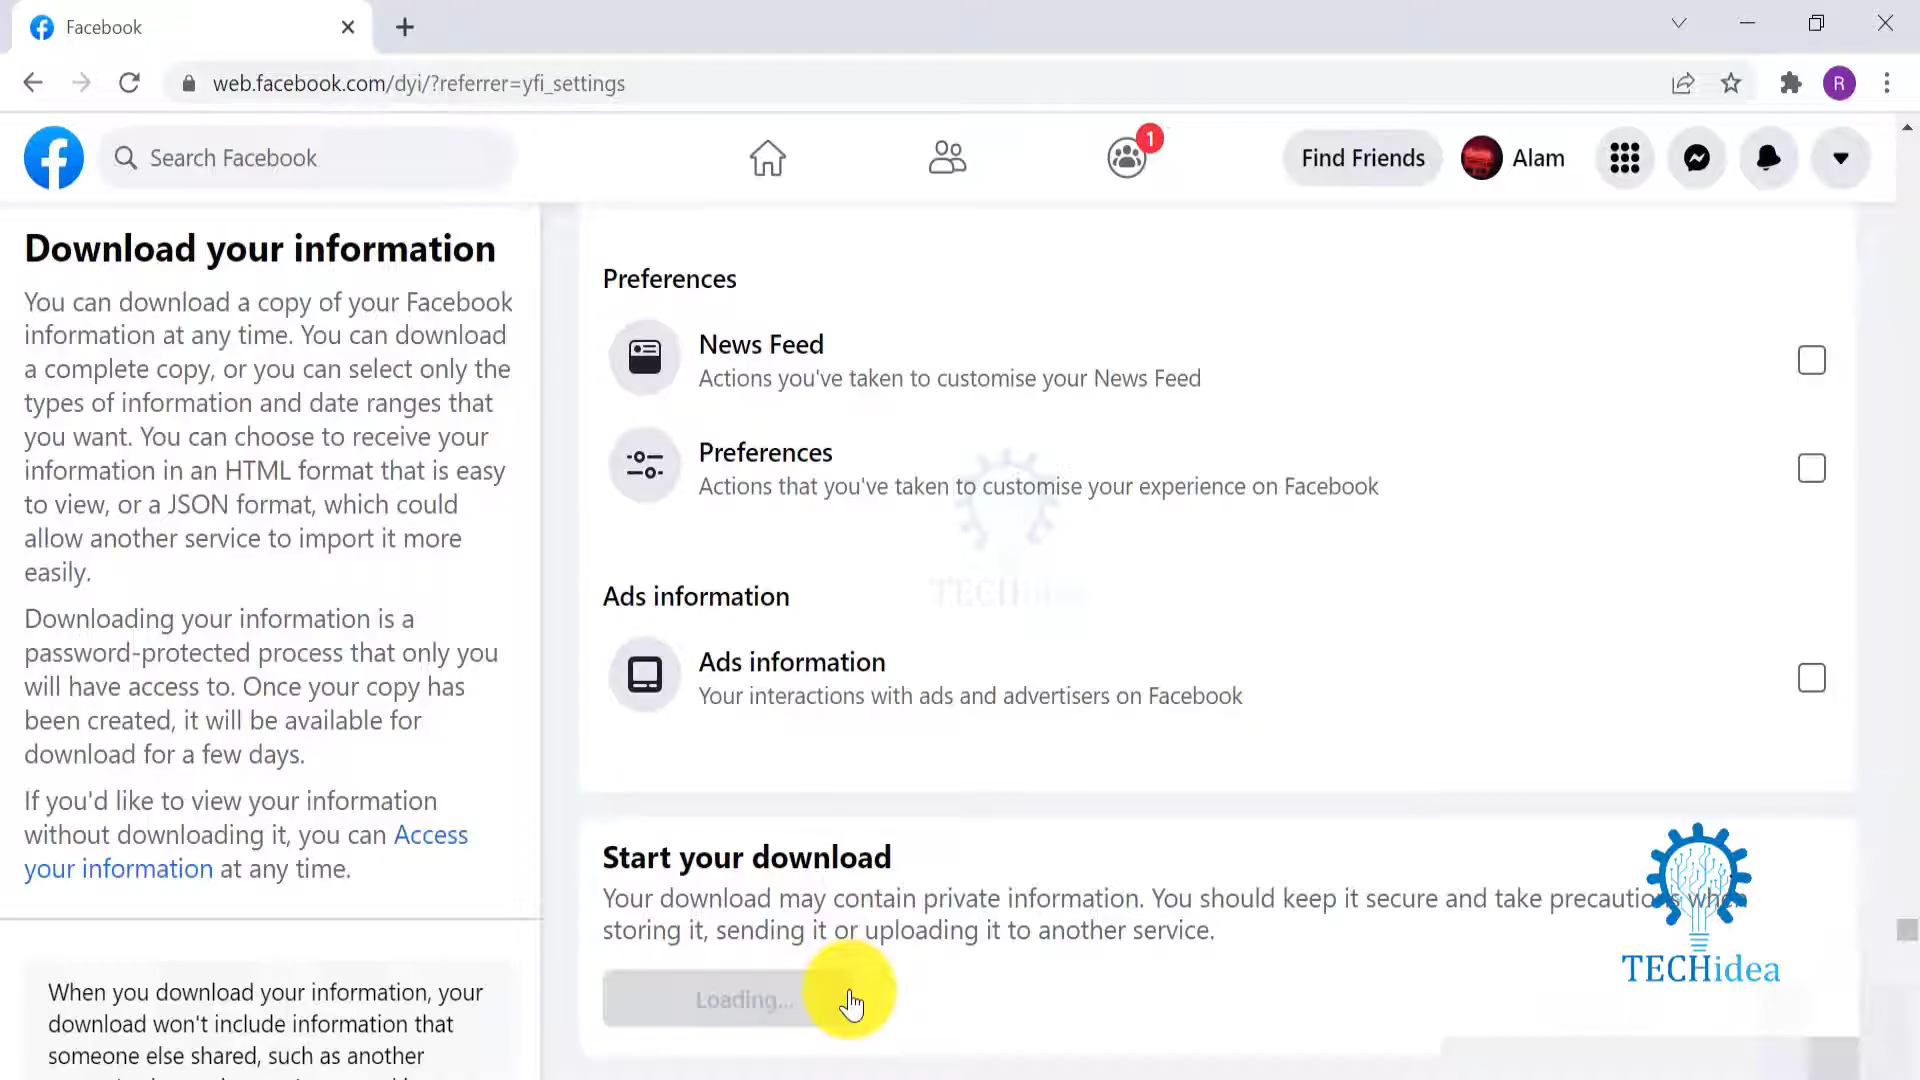 Facebook
web.facebook.com/dyi/?referrer=yfi_settings
R
Search Facebook
1
Find Friends
Alam
Download your information
You can download a copy of your Facebook
information at any time. You can download
a complete copy, or you can select only the
types of information and date ranges that
you want. You can choose to receive your
information in an HTML format that is easy
to view, or a JSON format, which could
allow another service to import it more
easily.
Downloading your information is a
password-protected process that only you
will have access to. Once your copy has
been created, it will be available for
download for a few days.
If you'd like to view your information
without downloading it, you can Access
your information at any time.
When you download your information, your
download won't include information that
someone else shared, such as another
Preferences
News Feed
Actions you've taken to customise your News Feed
Preferences
Actions that you've taken to customise your experience on Facebook
TECHidea
Ads information
Ads information
Your interactions with ads and advertisers on Facebook
Start your download
Your download may contain private information. You should keep it secure and take precautions when
storing it, sending it or uploading it to another service.
Loading...
TECHidea